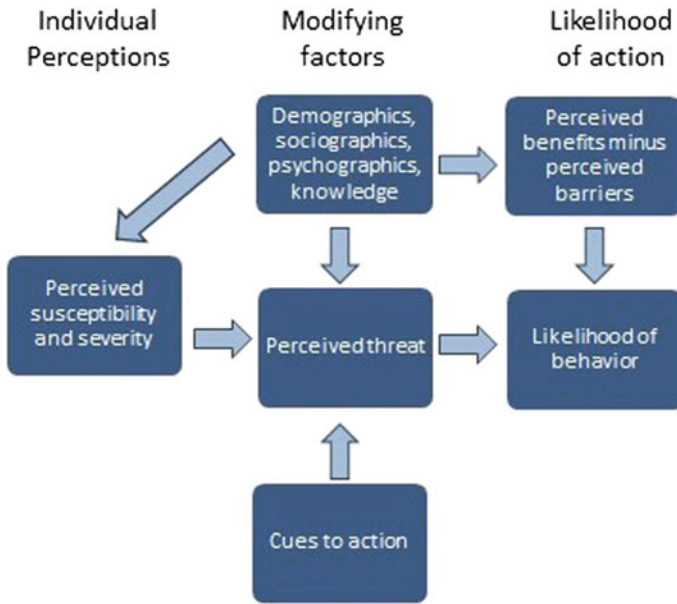 Individual
Perceptions
Modifying
factors
Likelihood
of action
Demographics,
sociographics,
psychographics,
knowledge
Perceived
benefits minus
perceived
barriers
Perceived
susceptibility
and severity
Perceived threat
Likelihood of
behavior
Cues to action